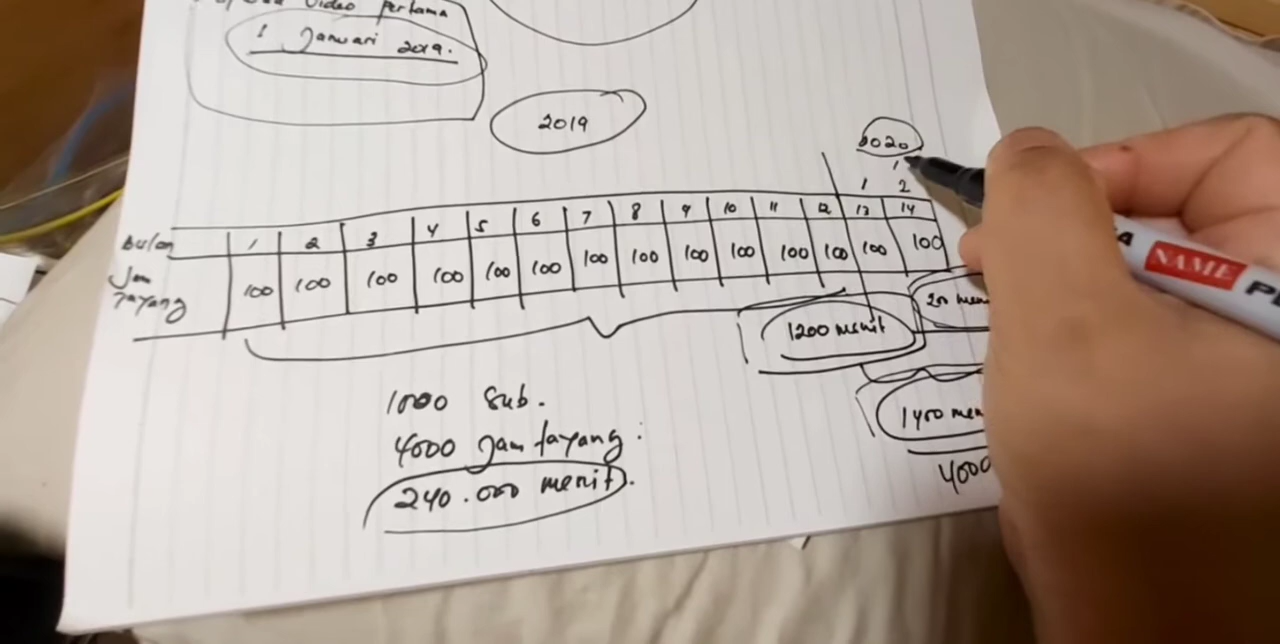 Video Pertama
1 Januari 2019.
2019
2020
1 2
Bulan 1 2 3 4 5 6 7 8 9 10 11 12 13 14
Jam Tayang 100 100 100 100 100 100 100 100 100 100 100 100 100 100
1200 menit
1400 men
1000 Sub.
4000 Jam tayang:
240.000 menit.
4000
NAME